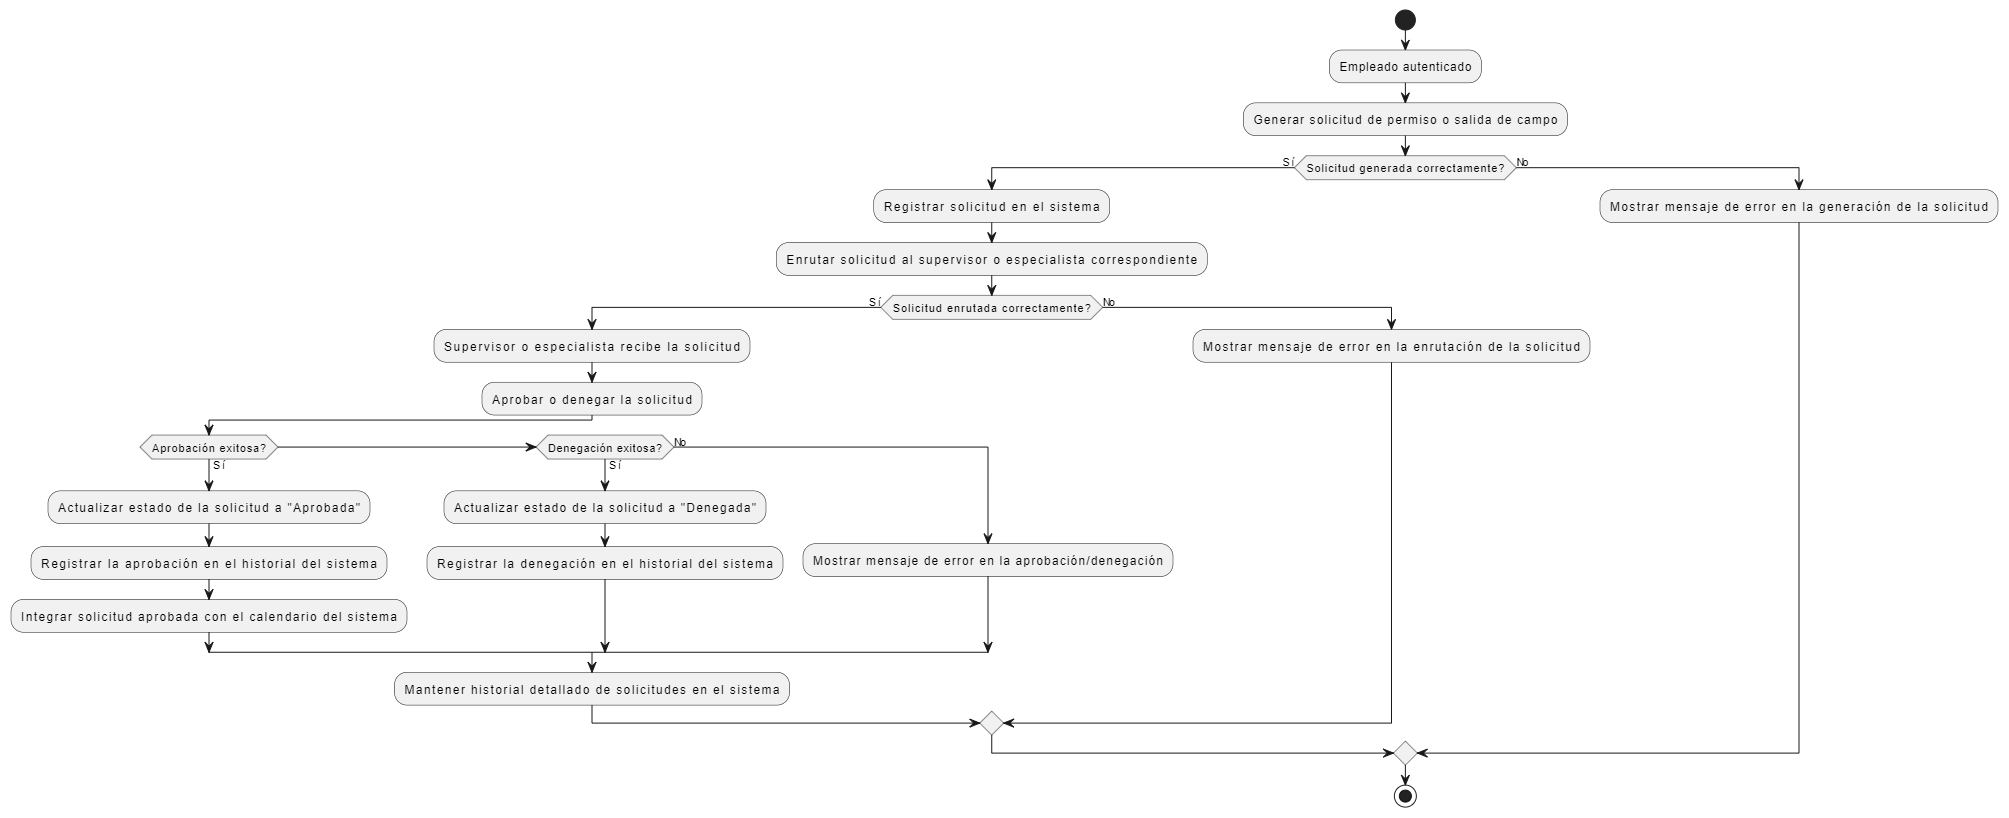 Empleado autenticado
Generar solicitud de permiso o salida de campo
Sí
Solicitud generada correctamente?
No
Registrar solicitud en el sistema
Mostrar mensaje de error en la generación de la solicitud
Enrutar solicitud al supervisor o especialista correspondiente
Sí
Solicitud enrutada correctamente?
No
Supervisor o especialista recibe la solicitud
Mostrar mensaje de error en la enrutación de la solicitud
Aprobar o denegar la solicitud
Aprobación exitosa?
Sí
Denegación exitosa?
Sí
No
Actualizar estado de la solicitud a "Aprobada"
Actualizar estado de la solicitud a "Denegada"
Registrar la aprobación en el historial del sistema
Registrar la denegación en el historial del sistema
Mostrar mensaje de error en la aprobación/denegación
Integrar solicitud aprobada con el calendario del sistema
Mantener historial detallado de solicitudes en el sistema